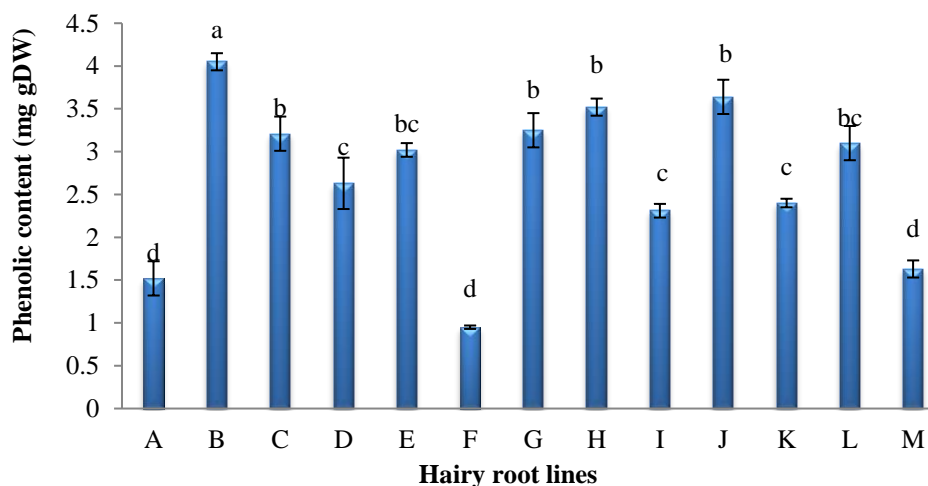 Phenolic content (mg gDW)
4.5
4
3.5
3
2.5
2
1.5
1
0.5
0
d
a
b
c
bc
d
b
b
c
b
c
bc
d
A B C D E F G H I J K L M
Hairy root lines